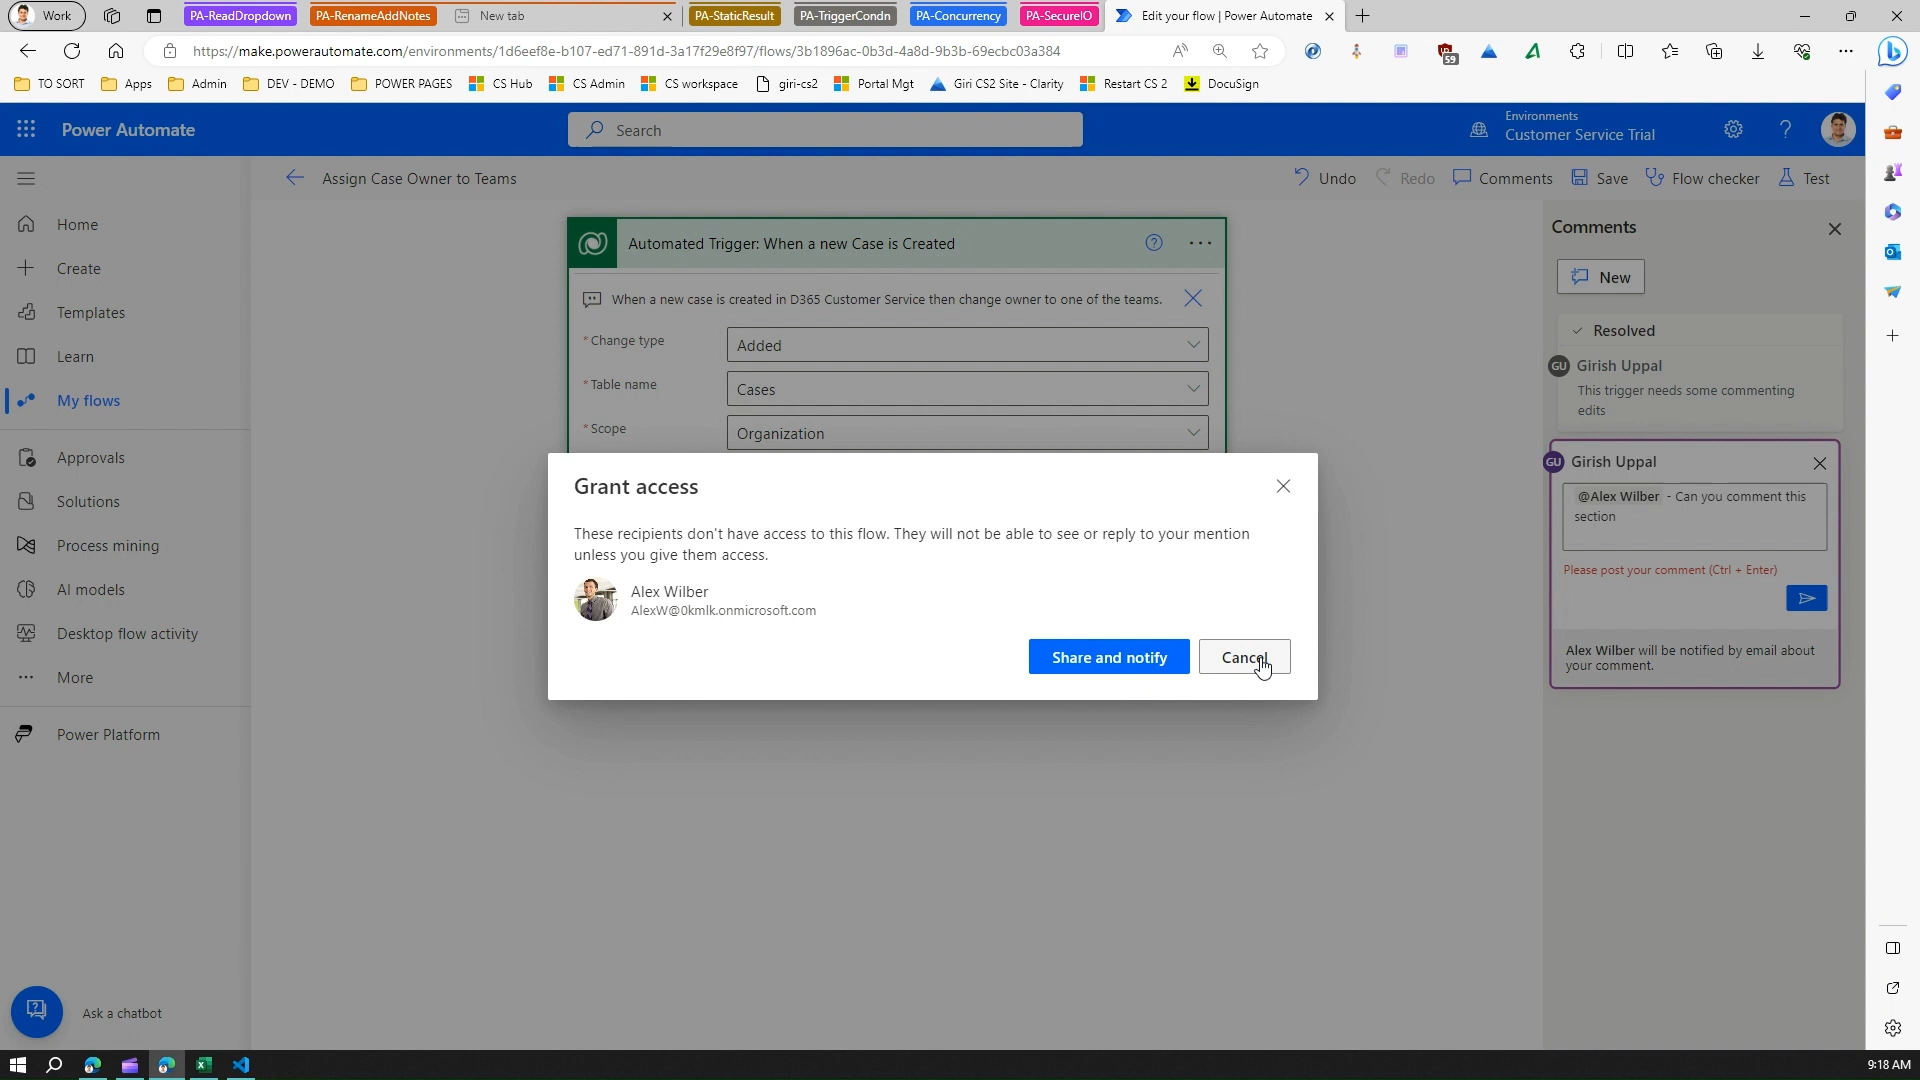 Work
PA-ReadDropdown
PA-RenameAddNotes
New tab
PA-StaticResult
PA-TriggerCondn
PA-Concurrency
PA-SecureIO
Edit your flow | Power Automate
https://make.powerautomate.com/environments/1d6eef8e-b107-ed71-891d-3a17f29e8f97/flows/3b1896ac-0b3d-4a8d-9b3b-69ecbc03a384
59
TO SORT
Apps
Admin
DEV - DEMO
POWER PAGES
CS Hub
CS Admin
CS workspace
giri-cs2
Portal Mgt
Giri CS2 Site - Clarity
Restart CS 2
DocuSign
Power Automate
Search
Environments
Customer Service Trial
Assign Case Owner to Teams
Undo
Redo
Comments
Save
Flow checker
Test
Home
Create
Templates
Learn
My flows
Approvals
Solutions
Process mining
AI models
Desktop flow activity
More
Power Platform
Ask a chatbot
Automated Trigger: When a new Case is Created
When a new case is created in D365 Customer Service then change owner to one of the teams.
*Change type
Added
*Table name
Cases
*Scope
Organization
Grant access
These recipients don't have access to this flow. They will not be able to see or reply to your mention
unless you give them access.
Alex Wilber
AlexW@0kmlk.onmicrosoft.com
Share and notify
Cancel
Comments
New
Resolved
GU
Girish Uppal
This trigger needs some commenting
edits
GU
Girish Uppal
@Alex Wilber - Can you comment this
section
Please post your comment (Ctrl + Enter)
Alex Wilber will be notified by email about
your comment.
9:18 AM